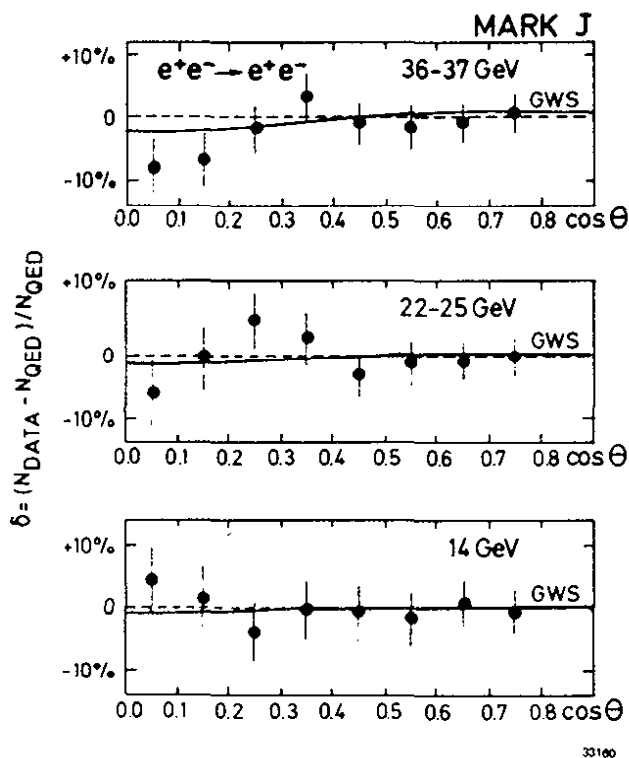 MARK J
+10%
e⁺e⁻→e⁺e⁻
36-37 GeV
GWS
0
-10%
0.0 0.1 0.2 0.3 0.4 0.5 0.6 0.7 0.8 cosΘ
δ=(N_DATA - N_QED)/N_QED
+10%
22-25 GeV
GWS
0
-10%
0.0 0.1 0.2 0.3 0.4 0.5 0.6 0.7 0.8 cosΘ
+10%
14 GeV
GWS
0
-10%
0.0 0.1 0.2 0.3 0.4 0.5 0.6 0.7 0.8 cosΘ
33160